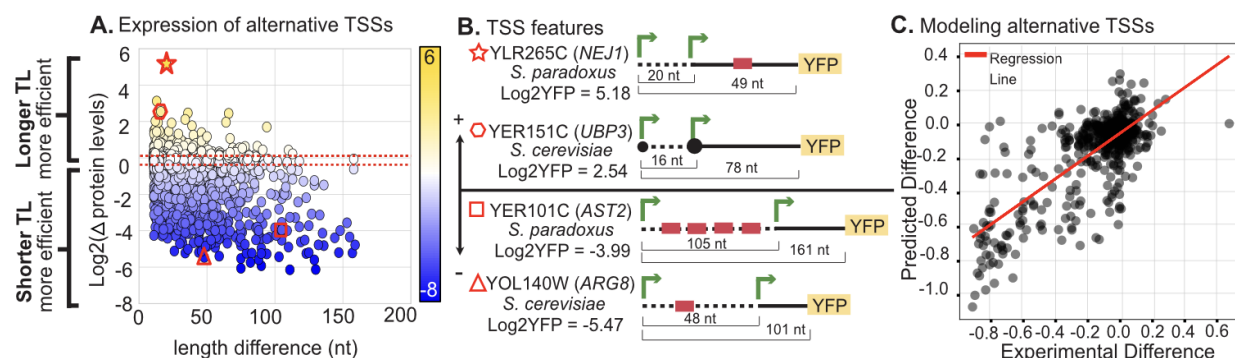 A. Expression of alternative TSSs
Longer TL
more efficient
Shorter TL
more efficient
Log2(Δ protein levels)
6
4
2
0
-2
-4
-6
-8
0
50
100
150
200
length difference (nt)
6
-8
B. TSS features
+
-
YLR265C (NEJ1)
S. paradoxus
Log2YFP = 5.18
20 nt
49 nt
YFP
YER151C (UBP3)
S. cerevisiae
Log2YFP = 2.54
16 nt
78 nt
YFP
YER101C (AST2)
S. paradoxus
Log2YFP = -3.99
105 nt
161 nt
YFP
YOL140W (ARG8)
S. cerevisiae
Log2YFP = -5.47
48 nt
101 nt
YFP
C. Modeling alternative TSSs
Regression
Line
Predicted Difference
0.4
0.2
0.0
-0.2
-0.4
-0.6
-0.8
-1.0
-0.8 -0.6 -0.4 -0.2 0.0 0.2 0.4 0.6
Experimental Difference